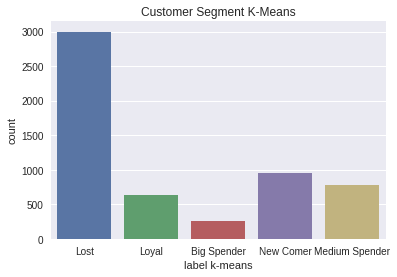 Customer Segment K-Means
3000
2500
2000
1500
1000
500
0
count
Lost Loyal Big Spender New Comer Medium Spender
label k-means